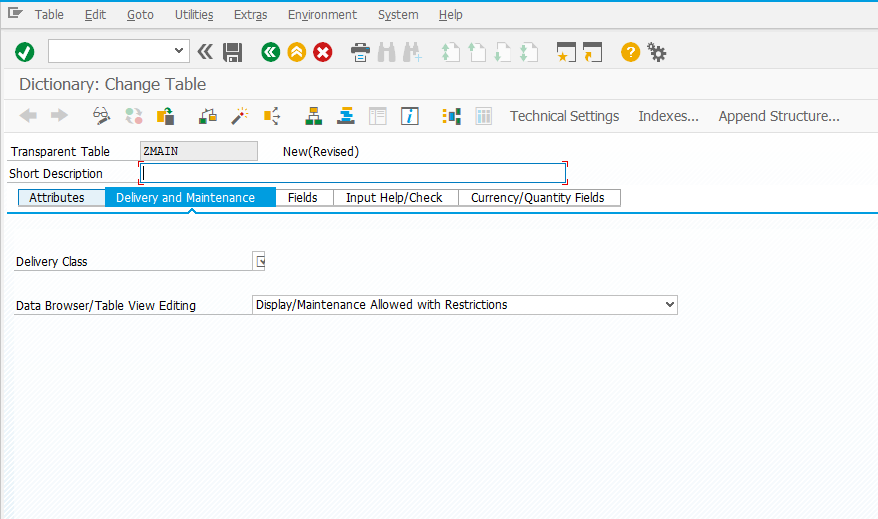 Table Edit Goto Utilities Extras Environment System Help
Dictionary: Change Table
Technical Settings Indexes... Append Structure...
Transparent Table ZMAIN New(Revised)
Short Description
Attributes Delivery and Maintenance Fields Input Help/Check Currency/Quantity Fields
Delivery Class
Data Browser/Table View Editing Display/Maintenance Allowed with Restrictions